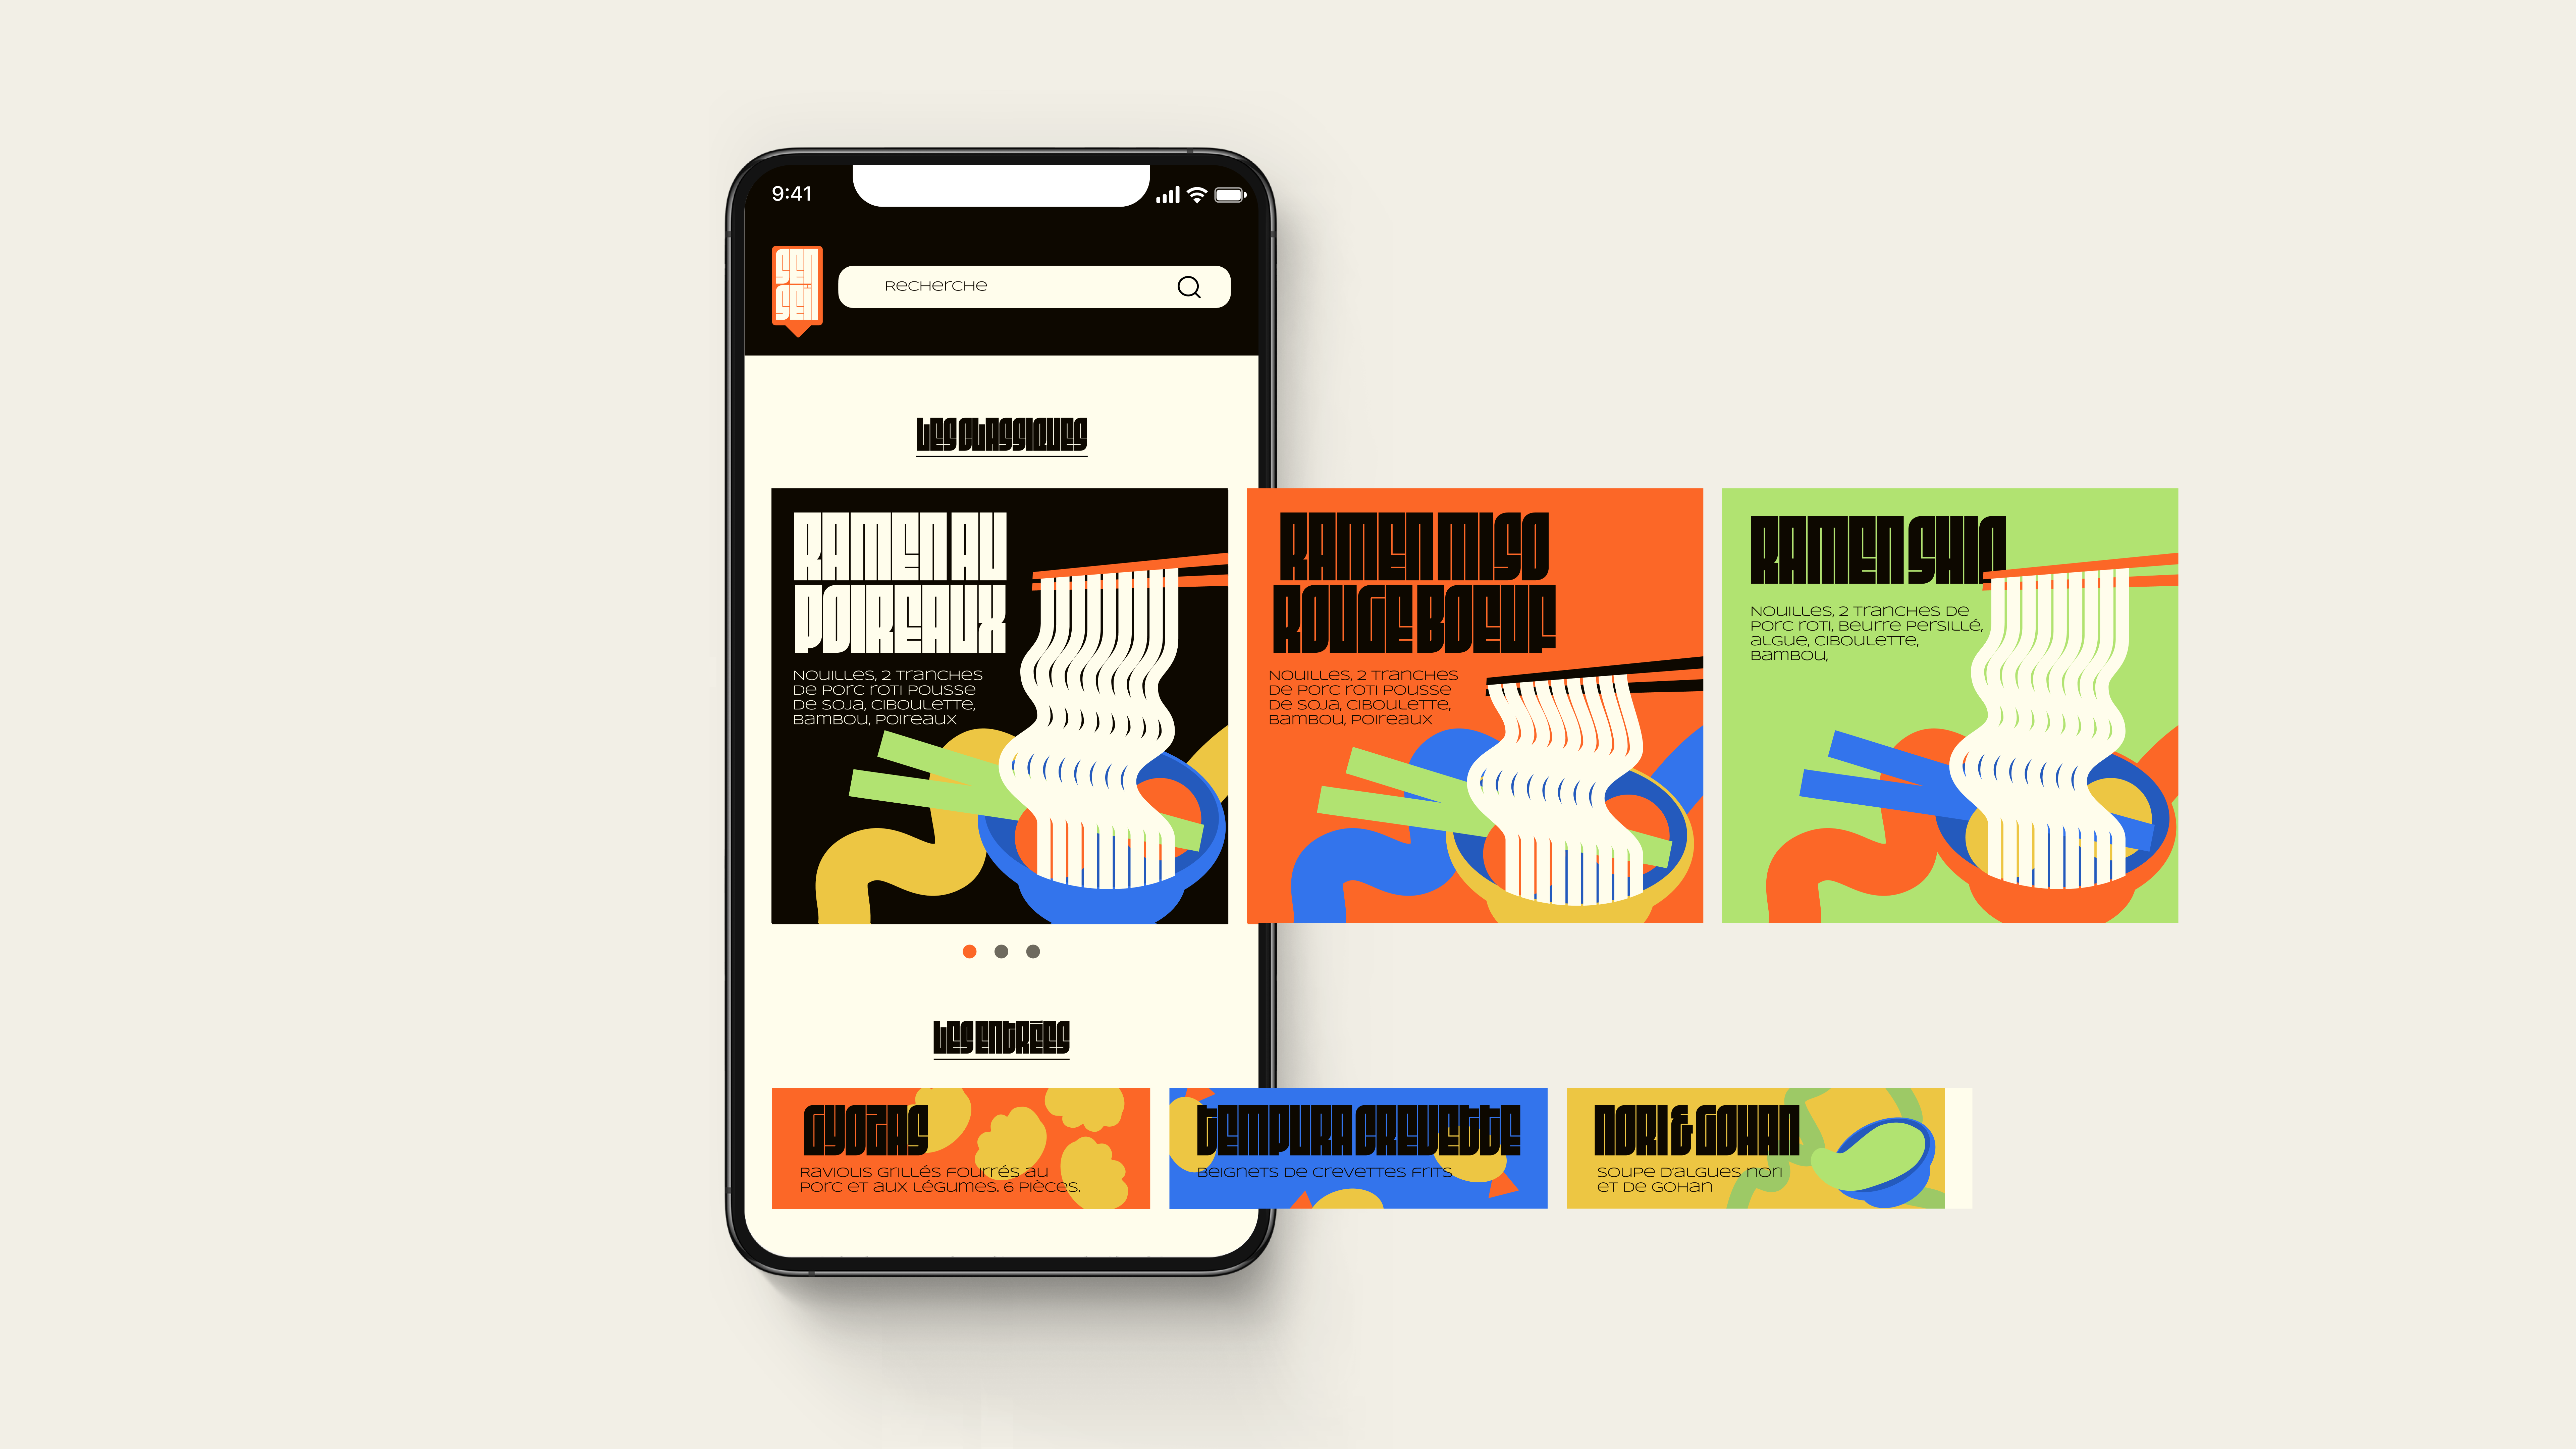 9:41
SEN
SEÏ
Recherche
Les Classiques
Ramen au
Poireaux
Nouilles, 2 tranches
de porc roti pousse
de soja, ciboulette,
bambou, poireaux
Ramen Miso
Rouge Boeuf
Nouilles, 2 tranches
de porc roti pousse
de soja, ciboulette,
bambou, poireaux
Ramen Shin
Nouilles, 2 tranches de
porc roti, beurre persillé,
algue, ciboulette,
bambou,
Les Entrées
Gyozas
Raviolis grillés fourrés au
porc et aux légumes. 6 pièces.
Tempura Crevette
Beignets de crevettes frits
Nori & Gohan
Soupe d'algues nori
et de gohan